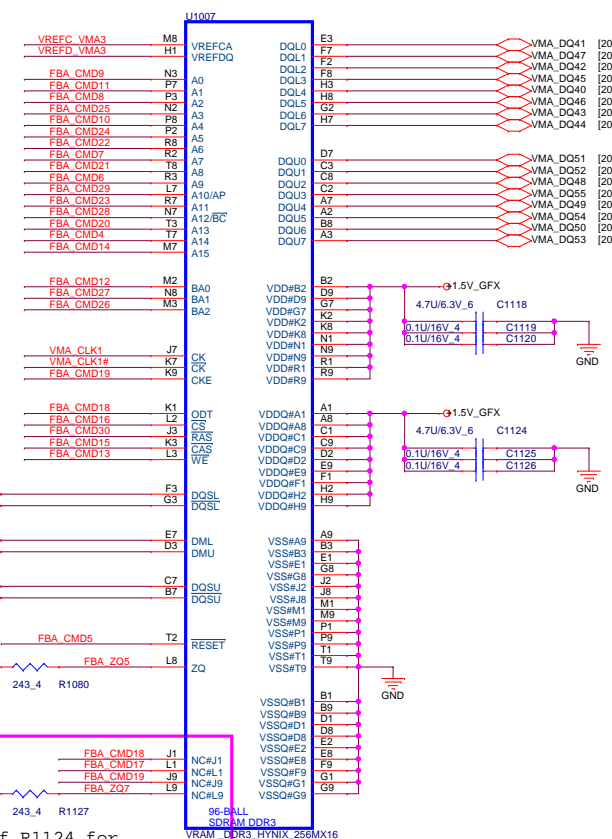 U1007
VREFC_VMA3 M8 VREFCA E3 DQL0 VMA_DQ41 [20
VREFD_VMA3 H1 VREFDQ F7 DQL1 VMA_DQ47 [20
F2 DQL2 VMA_DQ42 [20
FBA_CMD9 N3 A0 F8 DQL3 VMA_DQ45 [20
FBA_CMD11 P7 A1 H3 DQL4 VMA_DQ40 [20
FBA_CMD8 P3 A2 H8 DQL5 VMA_DQ46 [20
FBA_CMD25 N2 A3 G2 DQL6 VMA_DQ43 [20
FBA_CMD10 P8 A4 H7 DQL7 VMA_DQ44 [20
FBA_CMD24 P2 A5
FBA_CMD22 R8 A6
FBA_CMD7 R2 A7 D7 DQU0 VMA_DQ51 [20
FBA_CMD21 T8 A8 C3 DQU1 VMA_DQ52 [20
FBA_CMD6 R3 A9 C8 DQU2 VMA_DQ48 [20
FBA_CMD29 L7 A10/AP C2 DQU3 VMA_DQ55 [20
FBA_CMD23 R7 A11 A7 DQU4 VMA_DQ49 [20
FBA_CMD28 N7 A12/BC A2 DQU5 VMA_DQ54 [20
FBA_CMD20 T3 A13 B8 DQU6 VMA_DQ50 [20
FBA_CMD4 T7 A14 A3 DQU7 VMA_DQ53 [20
FBA_CMD14 M7 A15
FBA_CMD12 M2 BA0 B2 VDD#B2 +1.5V_GFX
FBA_CMD27 N8 BA1 D9 VDD#D9
FBA_CMD26 M3 BA2 G7 VDD#G7 4.7U/6.3V_6 C1118
K2 VDD#K2
K8 VDD#K8 0.1U/16V_4 C1119
N1 VDD#N1 0.1U/16V_4 C1120
VMA_CLK1 J7 CK N9 VDD#N9
VMA_CLK1# K7 CK R1 VDD#R1 GND
FBA_CMD19 K9 CKE R9 VDD#R9
FBA_CMD18 K1 ODT A1 VDDQ#A1 +1.5V_GFX
FBA_CMD16 L2 CS A8 VDDQ#A8
FBA_CMD30 J3 RAS C1 VDDQ#C1 4.7U/6.3V_6 C1124
FBA_CMD15 K3 CAS C9 VDDQ#C9
FBA_CMD13 L3 WE D2 VDDQ#D2 0.1U/16V_4 C1125
E9 VDDQ#E9 0.1U/16V_4 C1126
F1 VDDQ#F1
F3 DQSL H2 VDDQ#H2 GND
G3 DQSL H9 VDDQ#H9
E7 DML A9 VSS#A9
D3 DMU B3 VSS#B3
E1 VSS#E1
G8 VSS#G8
C7 DQSU J2 VSS#J2
B7 DQSU J8 VSS#J8
M1 VSS#M1
M9 VSS#M9
P1 VSS#P1
FBA_CMD5 T2 RESET P9 VSS#P9
T1 VSS#T1
FBA_ZQ5 L8 ZQ T9 VSS#T9
243_4 R1080 GND
B1 VSSQ#B1
B9 VSSQ#B9
D1 VSSQ#D1
D8 VSSQ#D8
E2 VSSQ#E2
FBA_CMD18 J1 NC#J1 E8 VSSQ#E8
FBA_CMD17 L1 NC#L1 F9 VSSQ#F9
FBA_CMD19 J9 NC#J9 G1 VSSQ#G1
FBA_ZQ7 L9 NC#L9 G9 VSSQ#G9
243_4 R1127
96-BALL
SDRAM DDR3
VRAM _DDR3_HYNIX_256MX16
f R1124 for